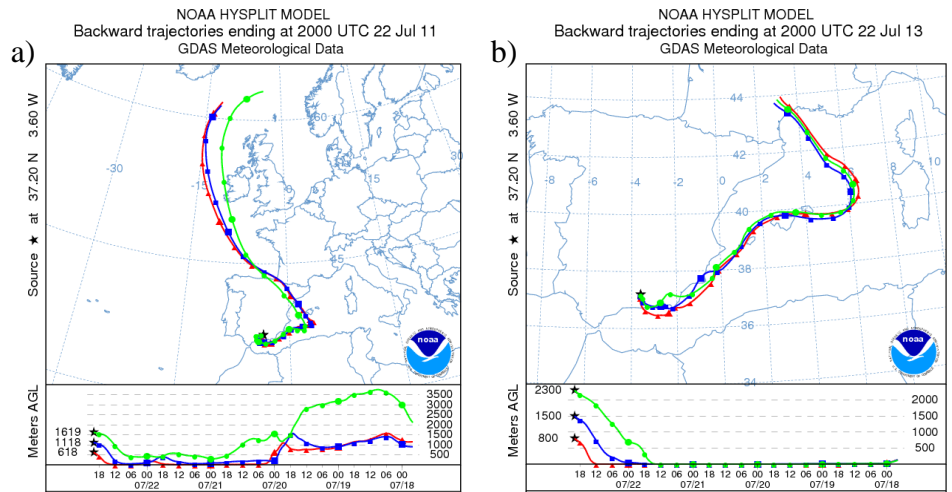 a)
NOAA HYSPLIT MODEL
Backward trajectories ending at 2000 UTC 22 Jul 11
GDAS Meteorological Data
Source ★ at 37.20 N 3.60 W
-30
-15
0
15
30
60
45
noaa
Meters AGL
1619
1118
618
3500
3000
2500
2000
1500
1000
500
18 12 06 00 18 12 06 00 18 12 06 00 18 12 06 00 18 12 06 00
07/22 07/21 07/20 07/19 07/18
b)
NOAA HYSPLIT MODEL
Backward trajectories ending at 2000 UTC 22 Jul 13
GDAS Meteorological Data
Source ★ at 37.20 N 3.60 W
44
42
40
38
36
34
-8 -6 -4 -2 0 2 4 6 8 10
noaa
Meters AGL
2300
1500
800
2000
1500
1000
500
18 12 06 00 18 12 06 00 18 12 06 00 18 12 06 00 18 12 06 00
07/22 07/21 07/20 07/19 07/18